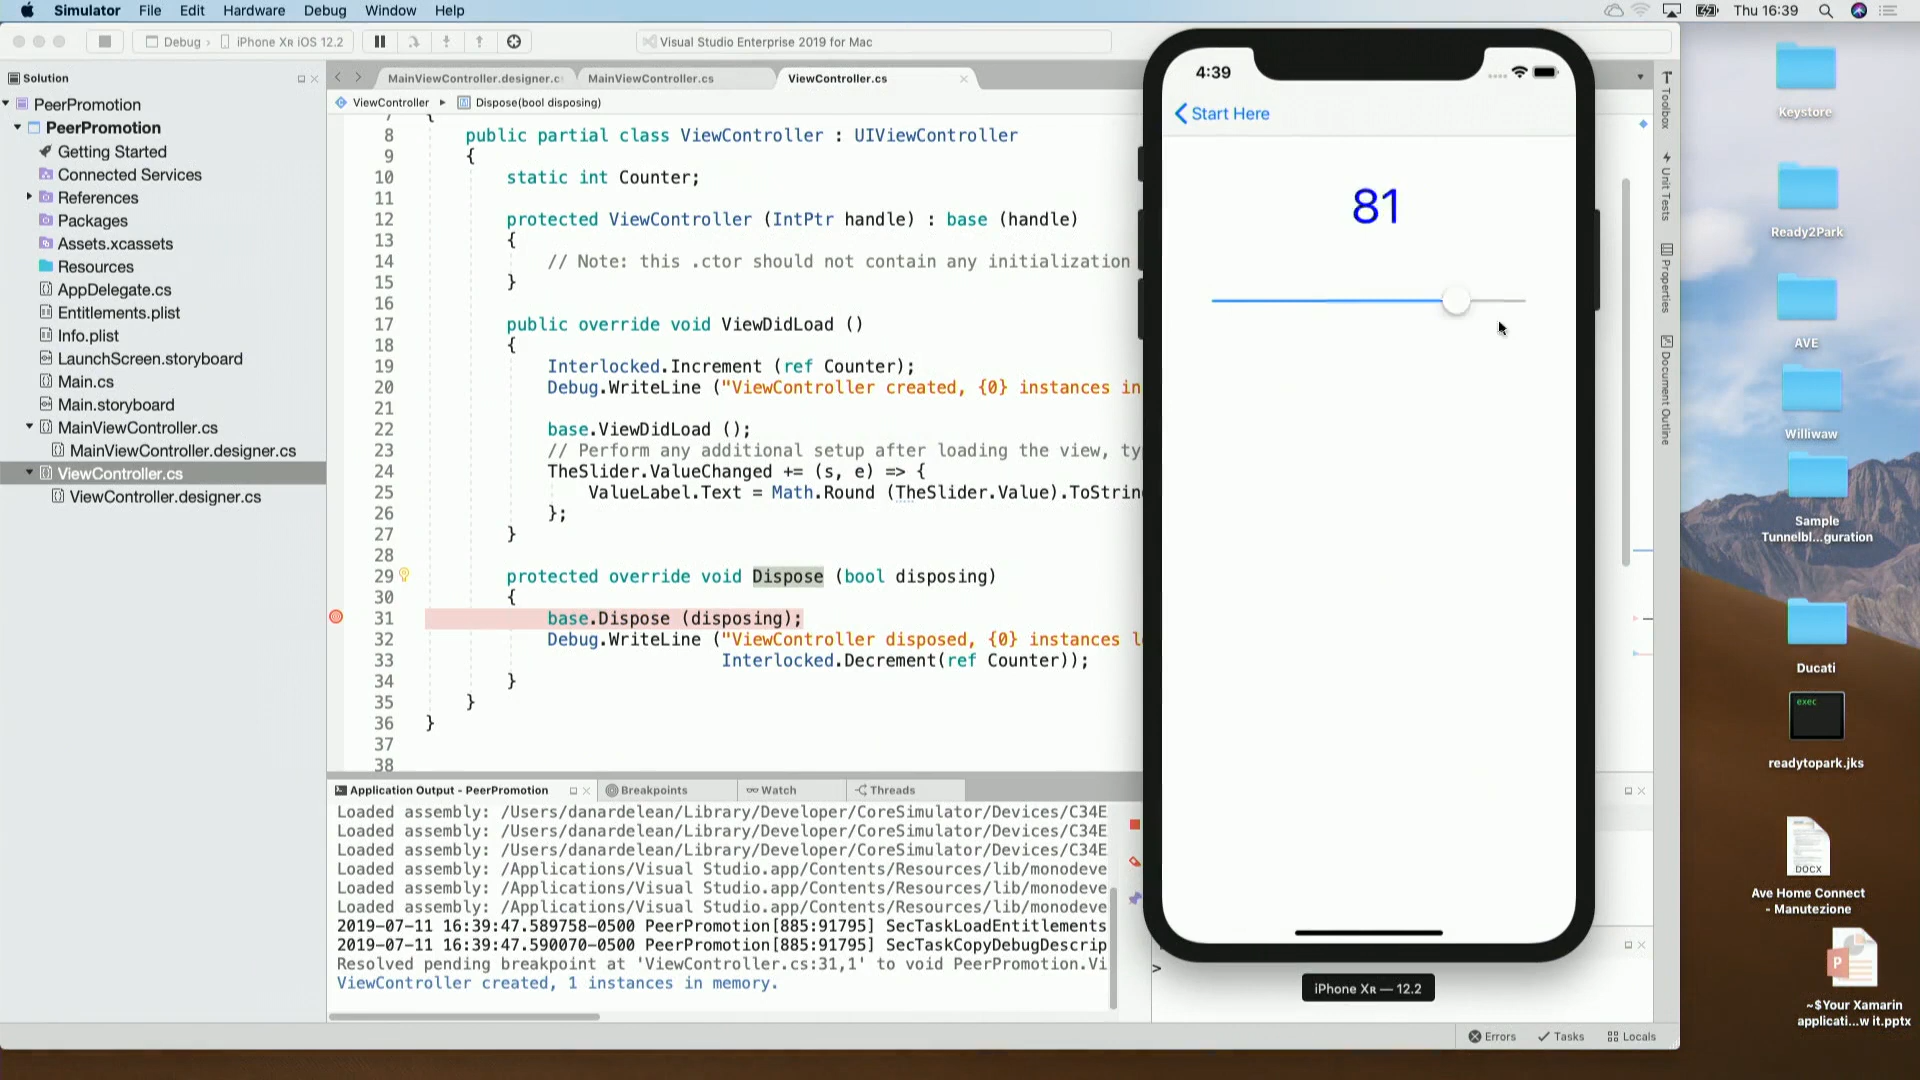 Simulator File Edit Hardware Debug Window Help
Thu 16:39
Debug › iPhone XR iOS 12.2
Visual Studio Enterprise 2019 for Mac
Solution
PeerPromotion
PeerPromotion
Getting Started
Connected Services
References
Packages
Assets.xcassets
Resources
AppDelegate.cs
Entitlements.plist
Info.plist
LaunchScreen.storyboard
Main.cs
Main.storyboard
MainViewController.cs
MainViewController.designer.cs
ViewController.cs
ViewController.designer.cs
MainViewController.designer.c
MainViewController.cs
ViewController.cs
ViewController ▸ Dispose(bool disposing)
7 {
8 public partial class ViewController : UIViewController
9 {
10 static int Counter;
11
12 protected ViewController (IntPtr handle) : base (handle)
13 {
14 // Note: this .ctor should not contain any initialization
15 }
16
17 public override void ViewDidLoad ()
18 {
19 Interlocked.Increment (ref Counter);
20 Debug.WriteLine ("ViewController created, {0} instances in
21
22 base.ViewDidLoad ();
23 // Perform any additional setup after loading the view, ty
24 TheSlider.ValueChanged += (s, e) => {
25 ValueLabel.Text = Math.Round (TheSlider.Value).ToString
26 };
27 }
28
29 protected override void Dispose (bool disposing)
30 {
31 base.Dispose (disposing);
32 Debug.WriteLine ("ViewController disposed, {0} instances l
33 Interlocked.Decrement(ref Counter));
34 }
35 }
36 }
37
38
Application Output - PeerPromotion
Breakpoints
Watch
Threads
Loaded assembly: /Users/danardelean/Library/Developer/CoreSimulator/Devices/C34E
Loaded assembly: /Users/danardelean/Library/Developer/CoreSimulator/Devices/C34E
Loaded assembly: /Users/danardelean/Library/Developer/CoreSimulator/Devices/C34E
Loaded assembly: /Applications/Visual Studio.app/Contents/Resources/lib/monodeve
Loaded assembly: /Applications/Visual Studio.app/Contents/Resources/lib/monodeve
Loaded assembly: /Applications/Visual Studio.app/Contents/Resources/lib/monodeve
2019-07-11 16:39:47.589758-0500 PeerPromotion[885:91795] SecTaskLoadEntitlements
2019-07-11 16:39:47.590070-0500 PeerPromotion[885:91795] SecTaskCopyDebugDescrip
Resolved pending breakpoint at 'ViewController.cs:31,1' to void PeerPromotion.Vi
ViewController created, 1 instances in memory.
>
Errors
Tasks
Locals
4:39
Start Here
81
iPhone XR — 12.2
Toolbox
Unit Tests
Properties
Document Outline
Keystore
Ready2Park
AVE
Williwaw
Sample
Tunnelbl...guration
Ducati
exec
readytopark.jks
DOCX
Ave Home Connect
- Manutezione
P
~$Your Xamarin
applicati...w it.pptx